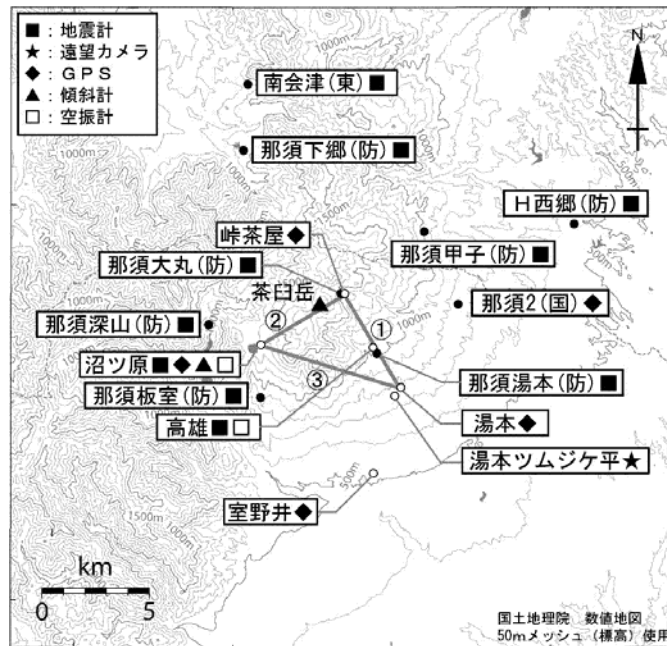 ■：地震計
★：遠望カメラ
◆：ＧＰＳ
▲：傾斜計
□：空振計
N
1000m
1000m
南会津(東)■
那須下郷(防)■
1500m
H西郷(防)■
500m
峠茶屋◆
那須甲子(防)■
那須大丸(防)■
茶臼岳
那須2(国)◆
②
那須深山(防)■
①
1000m
沼ツ原■◆▲□
③
那須湯本(防)■
那須板室(防)■
高雄■□
湯本◆
湯本ツムジケ平★
500m
室野井◆
1500m
1000m
km
0 5
国土地理院 数値地図
50mメッシュ（標高）使用